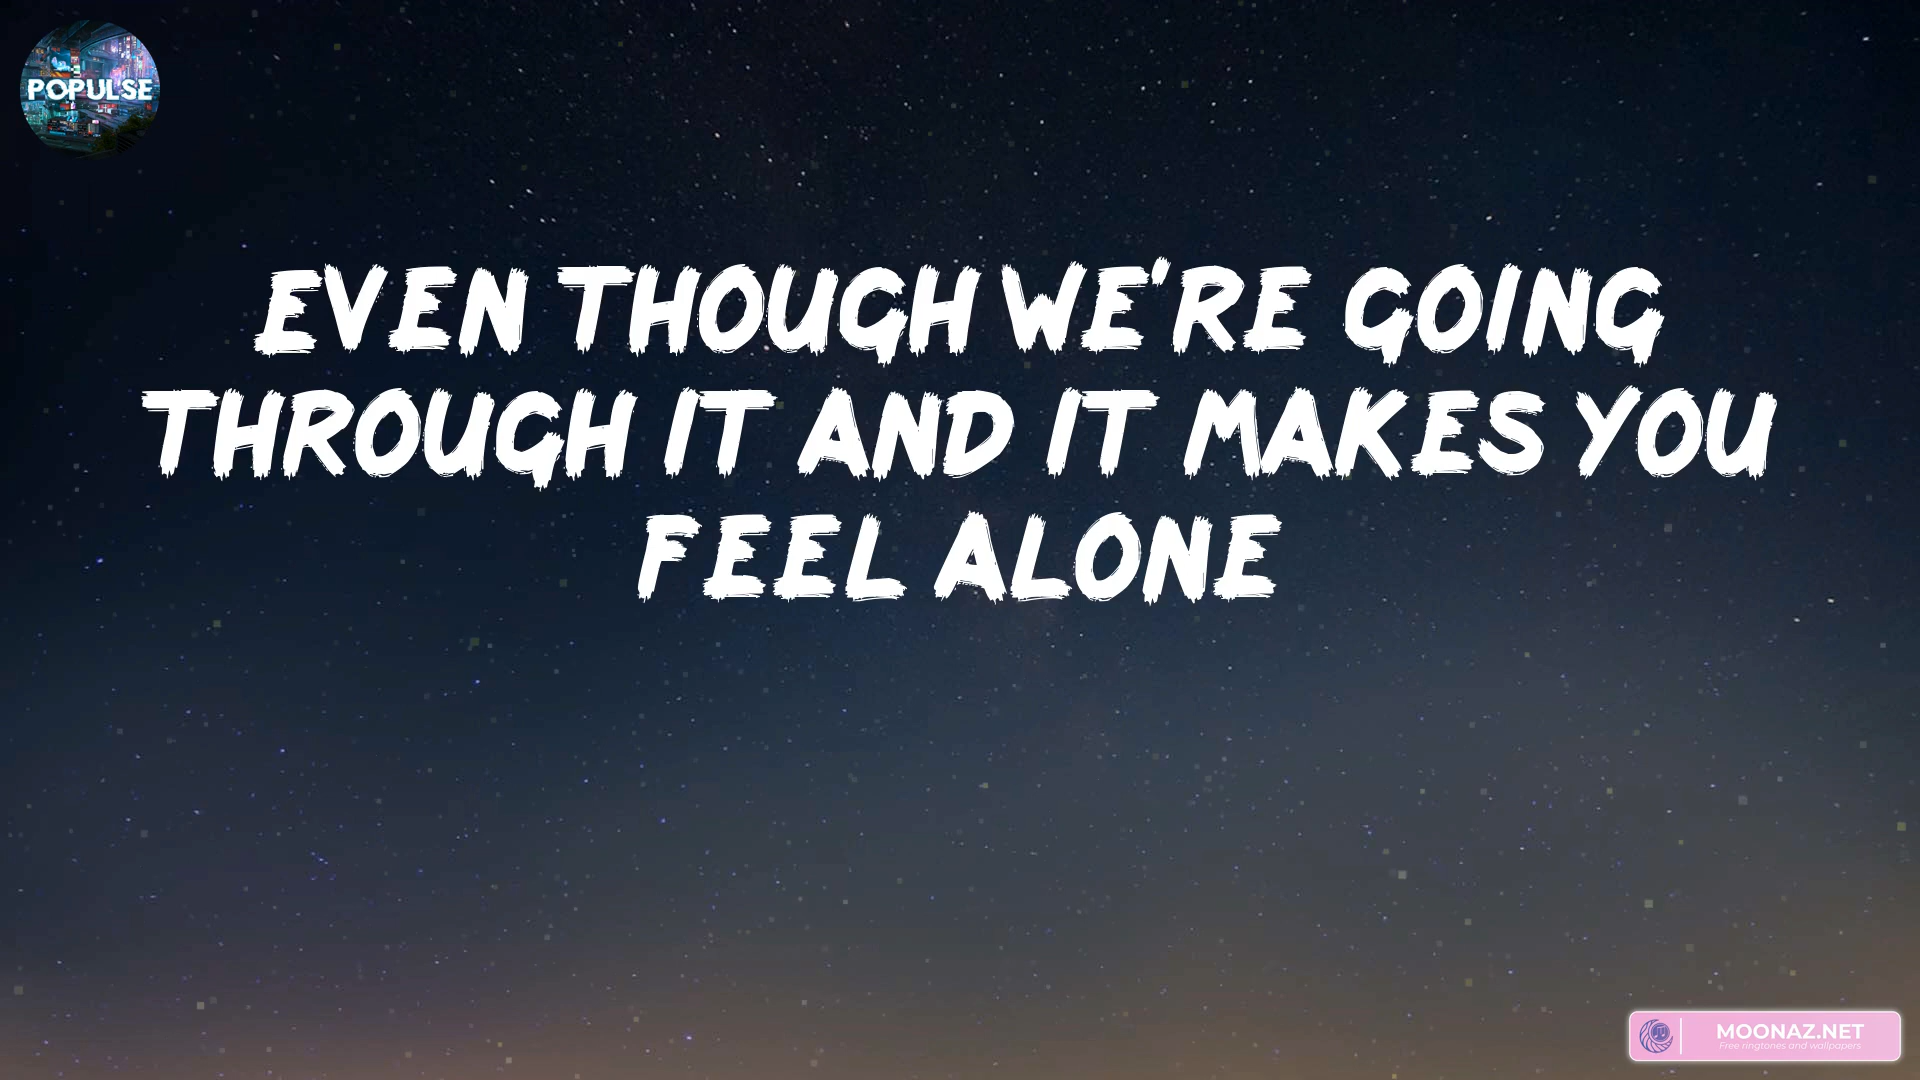 POPULSE
EVEN THOUGH WE'RE GOING
THROUGH IT AND IT MAKES YOU
FEEL ALONE
MOONAZ.NET
Free ringtones and wallpapers